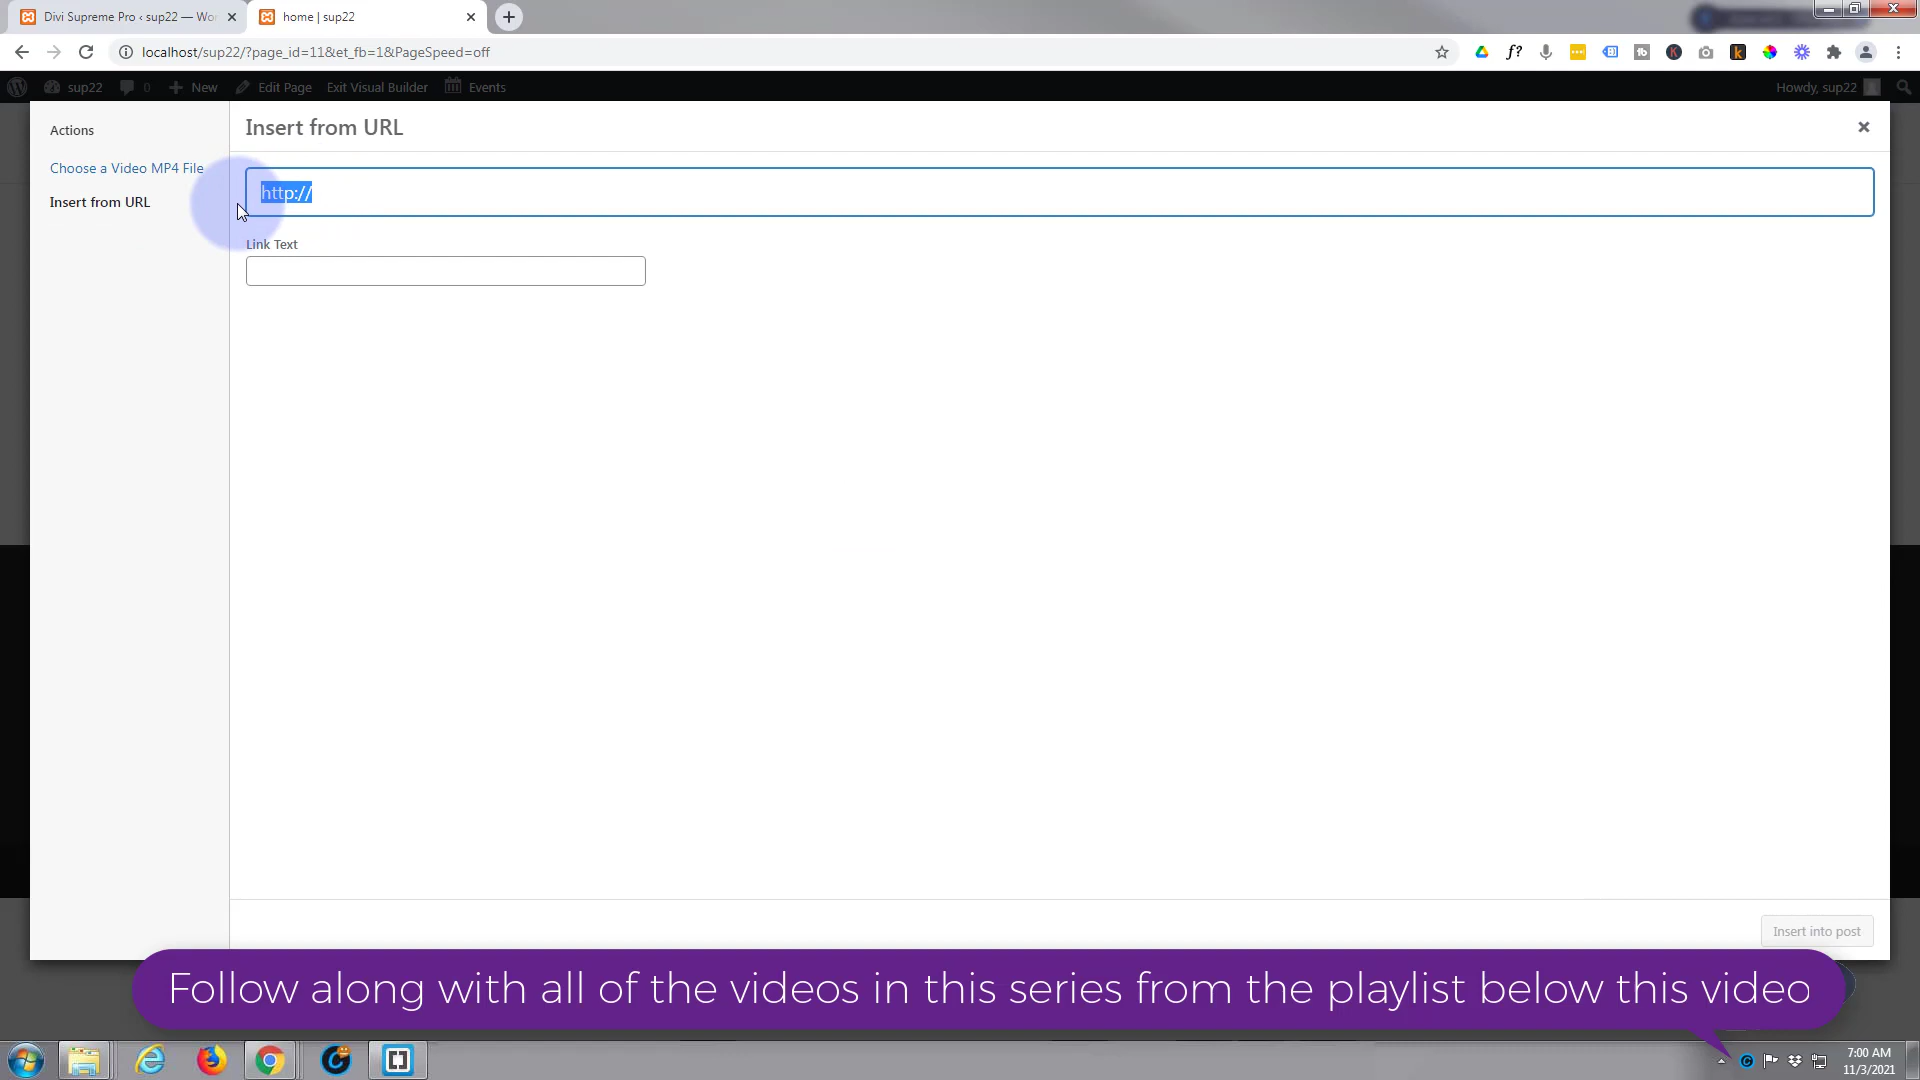 Divi Supreme Pro ‹ sup22 — Wor
home | sup22
localhost/sup22/?page_id=11&et_fb=1&PageSpeed=off
sup22
0
New
Edit Page
Exit Visual Builder
Events
Howdy, sup22
Actions
Choose a Video MP4 File
Insert from URL
Insert from URL
http://
Link Text
Insert into post
Follow along with all of the videos in this series from the playlist below this video
7:00 AM
11/3/2021